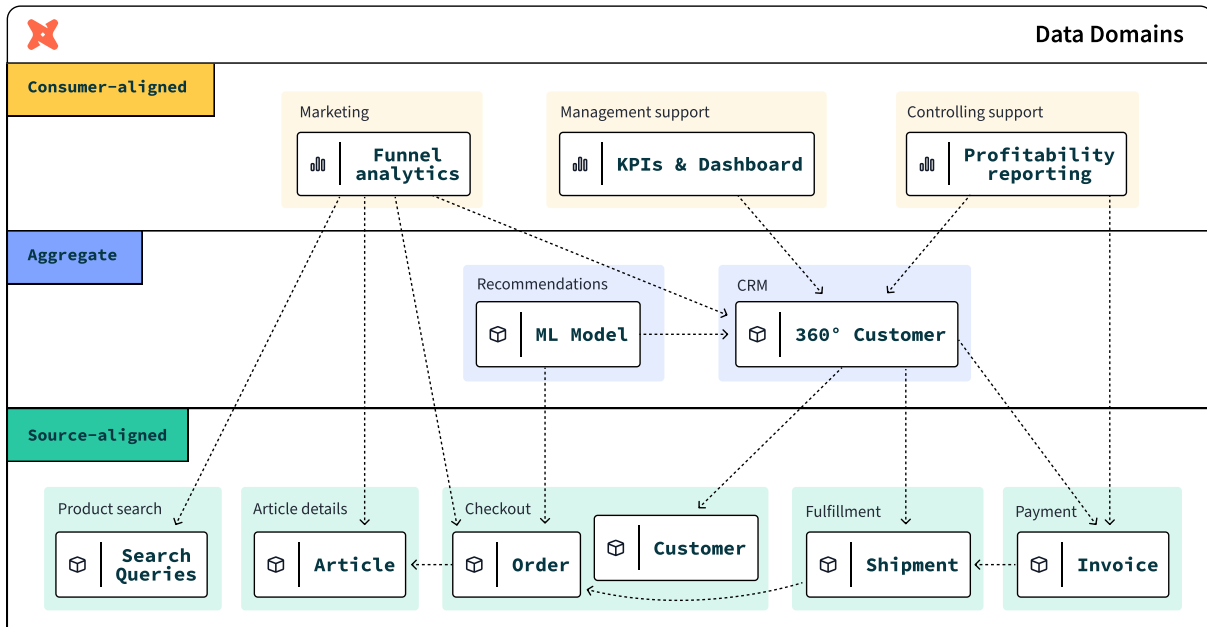 Data Domains
Consumer-aligned
Marketing
Funnel
analytics
Management support
KPIs & Dashboard
Controlling support
Profitability
reporting
Aggregate
Recommendations
ML Model
CRM
360° Customer
Source-aligned
Product search
Search
Queries
Article details
Article
Checkout
Order
Customer
Fulfillment
Shipment
Payment
Invoice